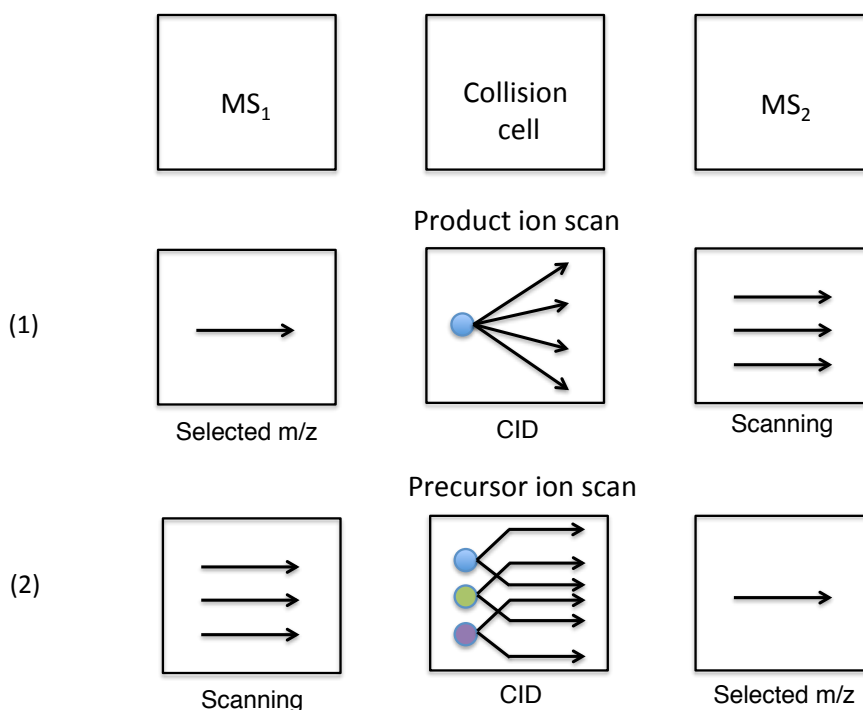 MS₁
Collision
cell
MS₂
Product ion scan
(1)
Selected m/z
CID
Scanning
Precursor ion scan
(2)
Scanning
CID
Selected m/z